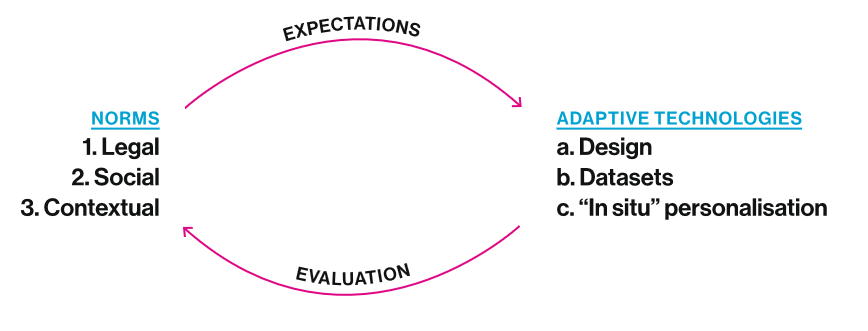 EXPECTATIONS
NORMS
1. Legal
2. Social
3. Contextual
ADAPTIVE TECHNOLOGIES
a. Design
b. Datasets
c. “In situ” personalisation
EVALUATION